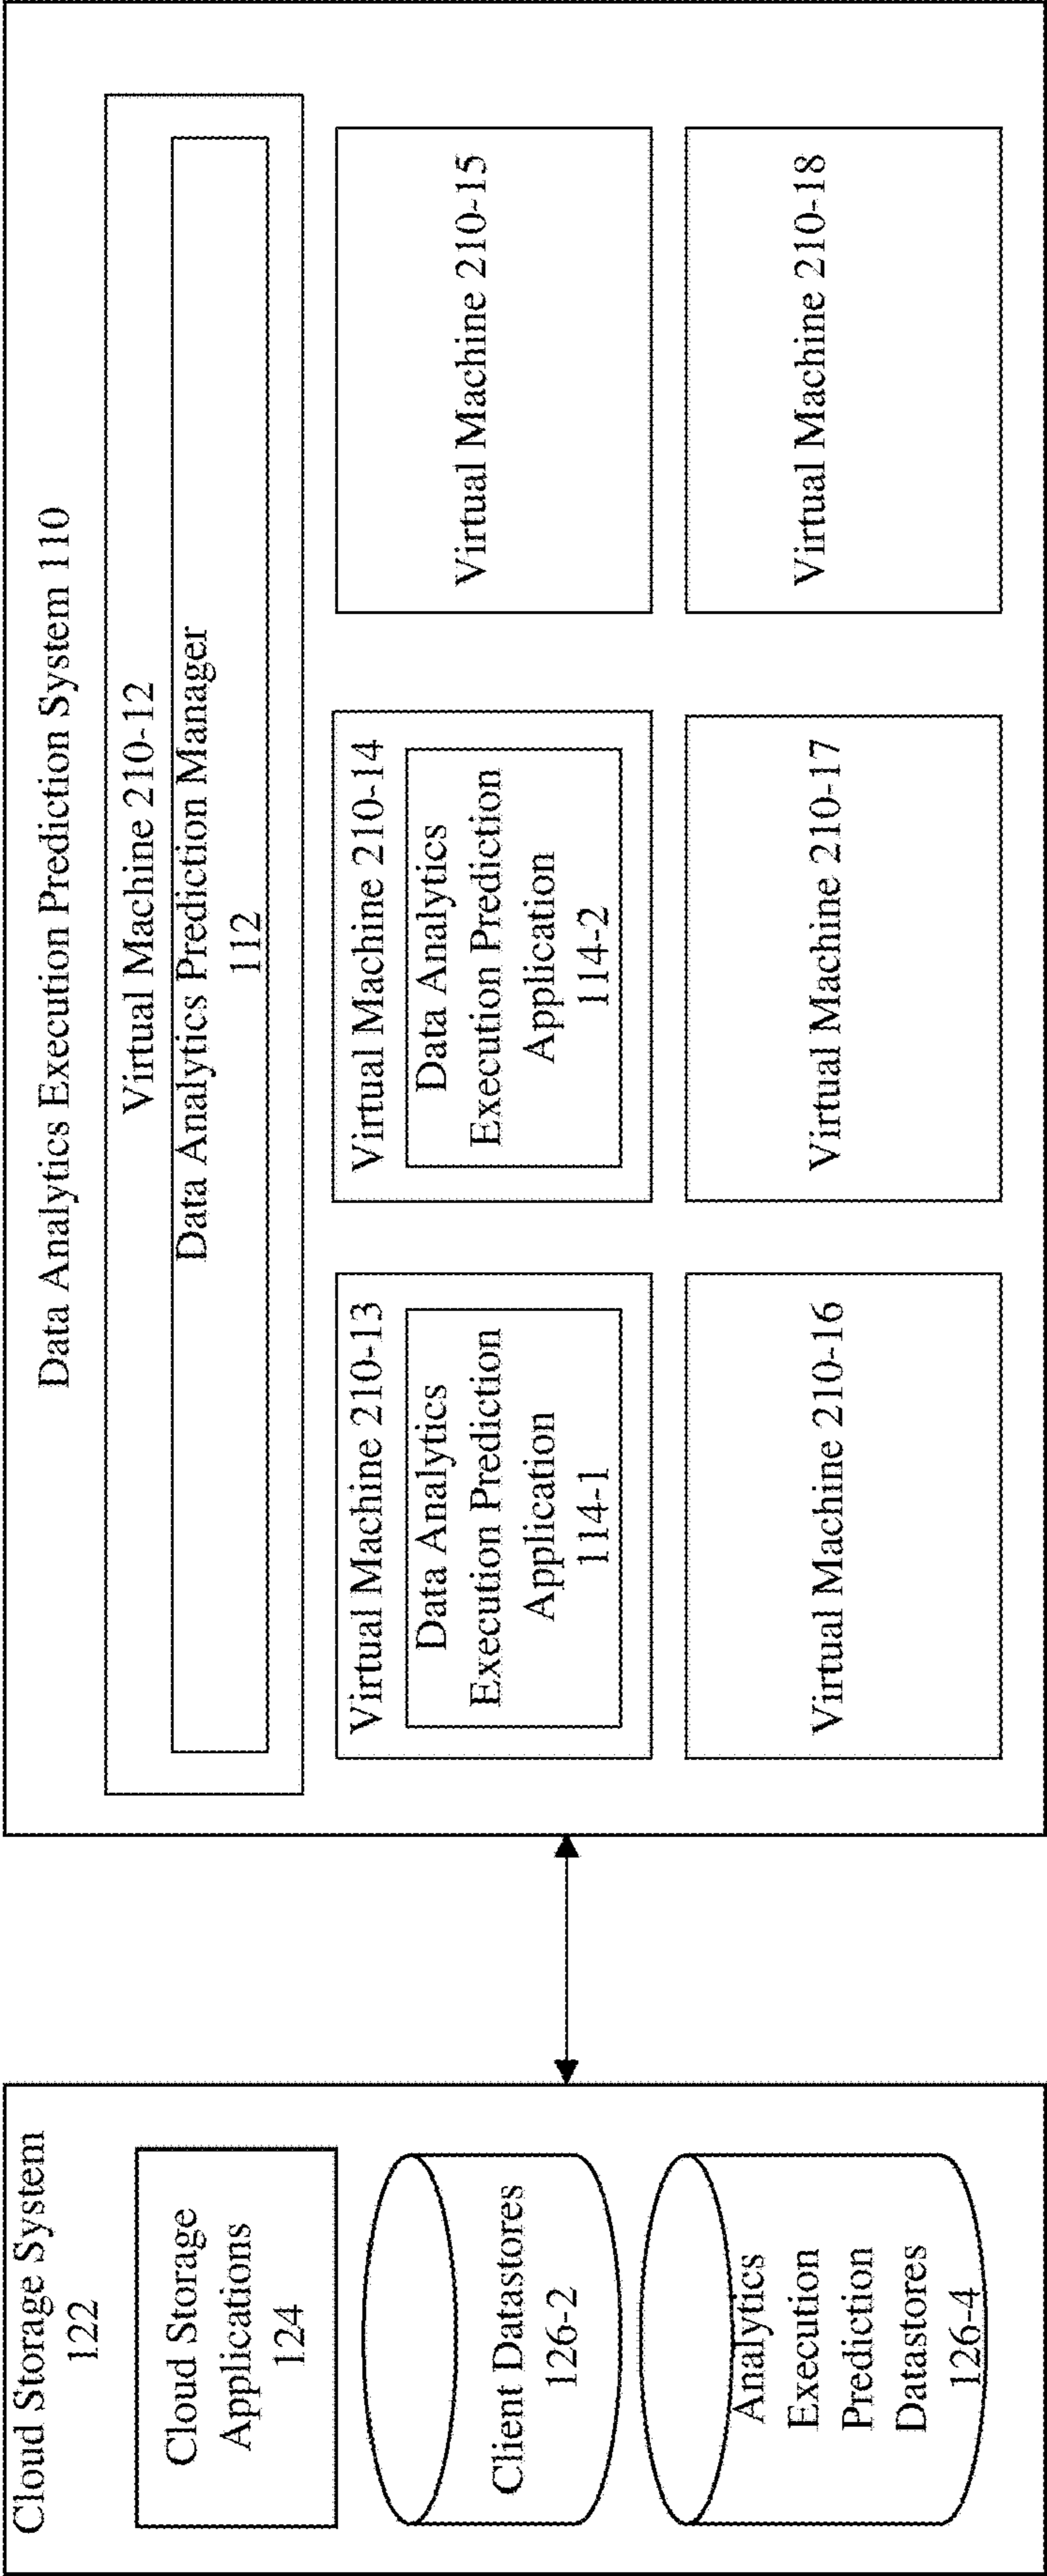 Cloud Storage System
122
Cloud Storage
Applications
124
Client Datastores
126-2
Analytics
Execution
Prediction
Datastores
126-4
Data Analytics Execution Prediction System 110
Virtual Machine 210-12
Data Analytics Prediction Manager
112
Virtual Machine 210-13
Data Analytics
Execution Prediction
Application
114-1
Virtual Machine 210-14
Data Analytics
Execution Prediction
Application
114-2
Virtual Machine 210-15
Virtual Machine 210-16
Virtual Machine 210-17
Virtual Machine 210-18